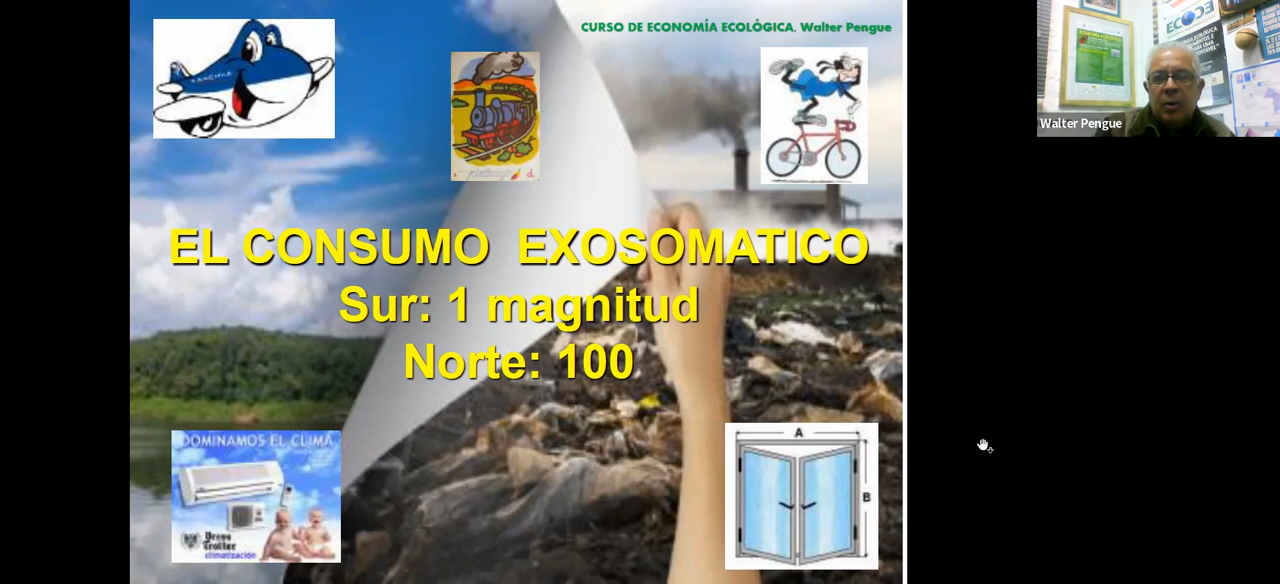 CURSO DE ECONOMÍA ECOLÓGICA. Walter Pengue
EL CONSUMO EXOSOMATICO
Sur: 1 magnitud
Norte: 100
DOMINAMOS EL CLIMA
climatización
A
B
Walter Pengue